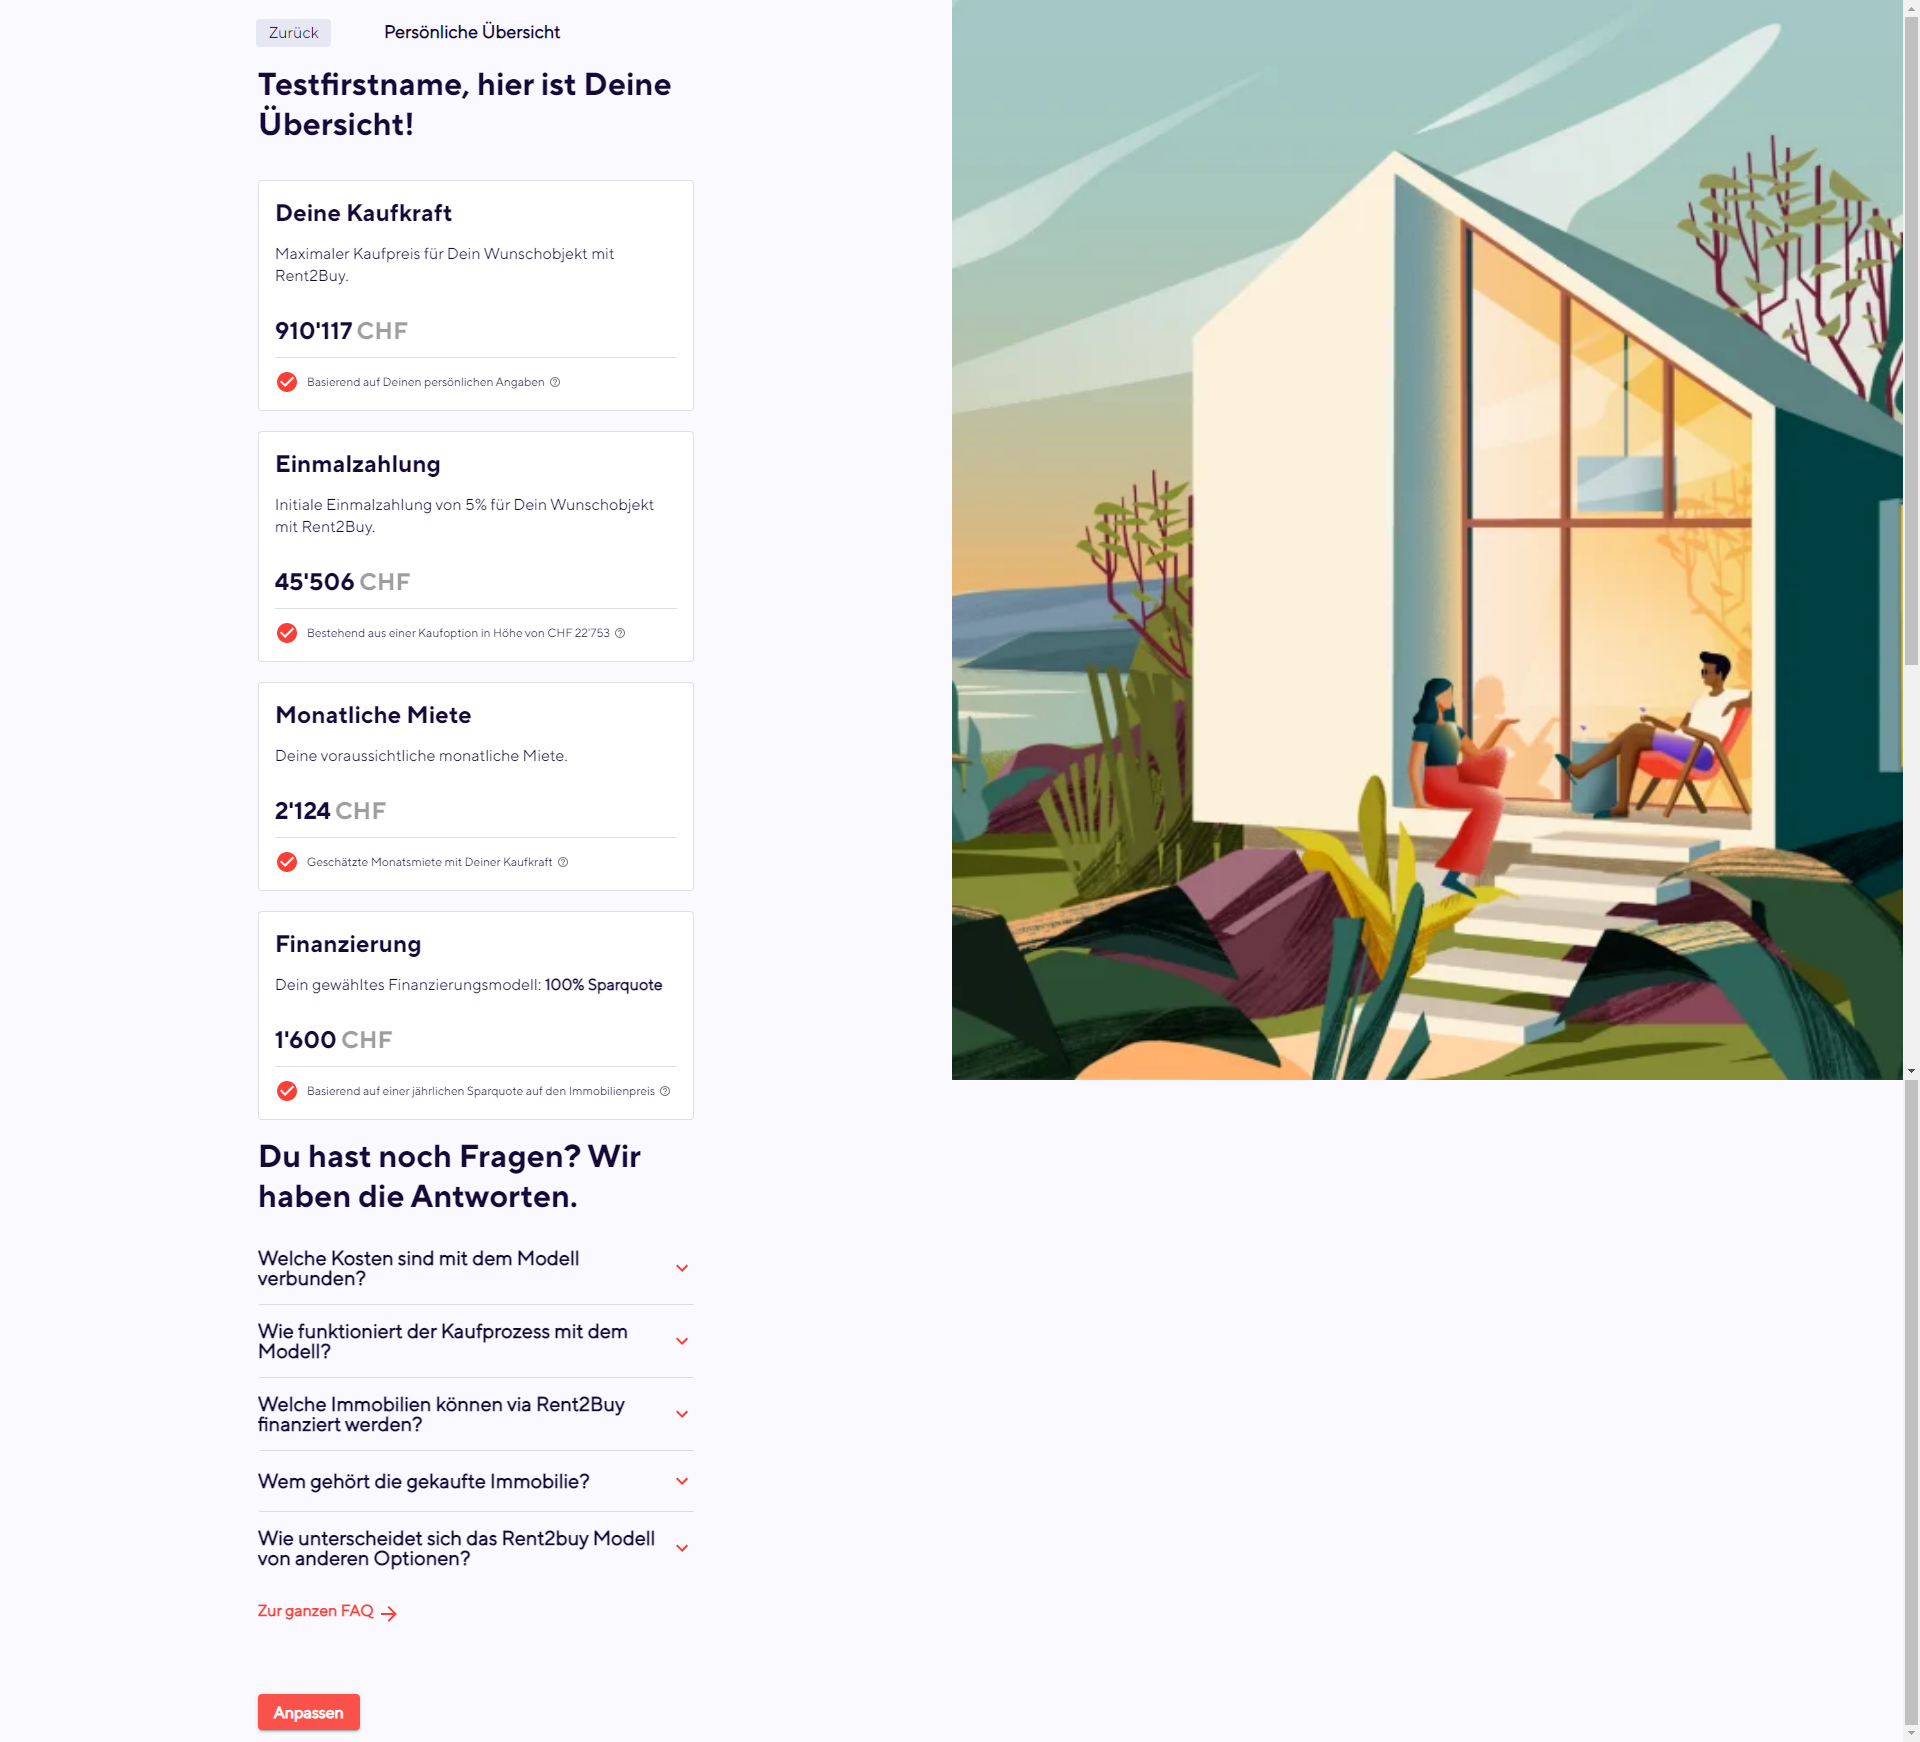 Zurück
Persönliche Übersicht
Testfirstname, hier ist Deine
Übersicht!
Deine Kaufkraft
Maximaler Kaufpreis für Dein Wunschobjekt mit
Rent2Buy.
910'117 CHF
Basierend auf Deinen persönlichen Angaben
Einmalzahlung
Initiale Einmalzahlung von 5% für Dein Wunschobjekt
mit Rent2Buy.
45'506 CHF
Bestehend aus einer Kaufoption in Höhe von CHF 22'753
Monatliche Miete
Deine voraussichtliche monatliche Miete.
2'124 CHF
Geschätzte Monatsmiete mit Deiner Kaufkraft
Finanzierung
Dein gewähltes Finanzierungsmodell: 100% Sparquote
1'600 CHF
Basierend auf einer jährlichen Sparquote auf den Immobilienpreis
Du hast noch Fragen? Wir
haben die Antworten.
Welche Kosten sind mit dem Modell
verbunden?
Wie funktioniert der Kaufprozess mit dem
Modell?
Welche Immobilien können via Rent2Buy
finanziert werden?
Wem gehört die gekaufte Immobilie?
Wie unterscheidet sich das Rent2buy Modell
von anderen Optionen?
Zur ganzen FAQ
Anpassen